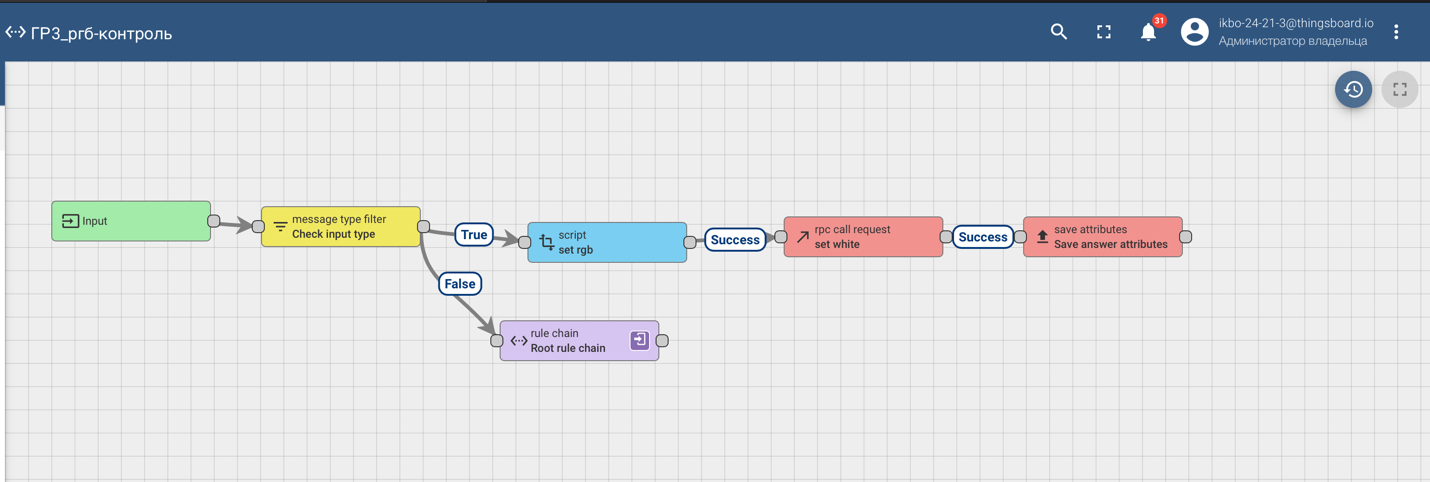 ГР3_ргб-контроль
31
ikbo-24-21-3@thingsboard.io
Администратор владельца
Input
message type filter
Check input type
True
script
set rgb
Success
rpc call request
set white
Success
save attributes
Save answer attributes
False
rule chain
Root rule chain